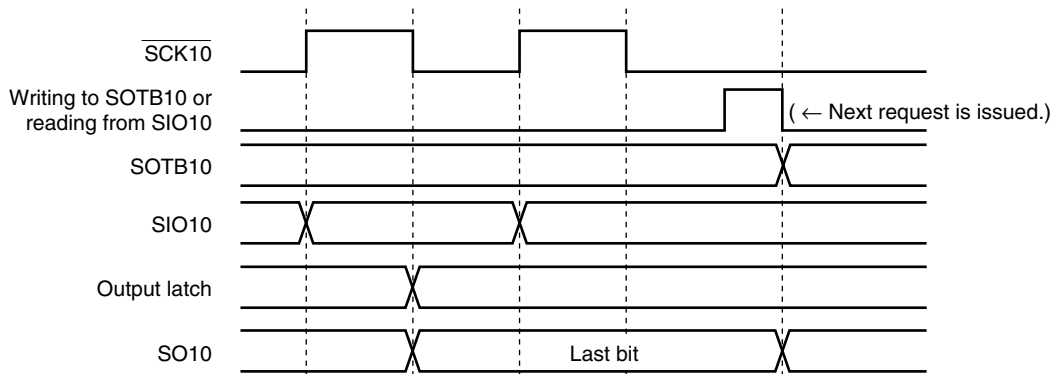 SCK10
Writing to SOTB10 or
reading from SIO10
( ← Next request is issued.)
SOTB10
SIO10
Output latch
SO10
Last bit